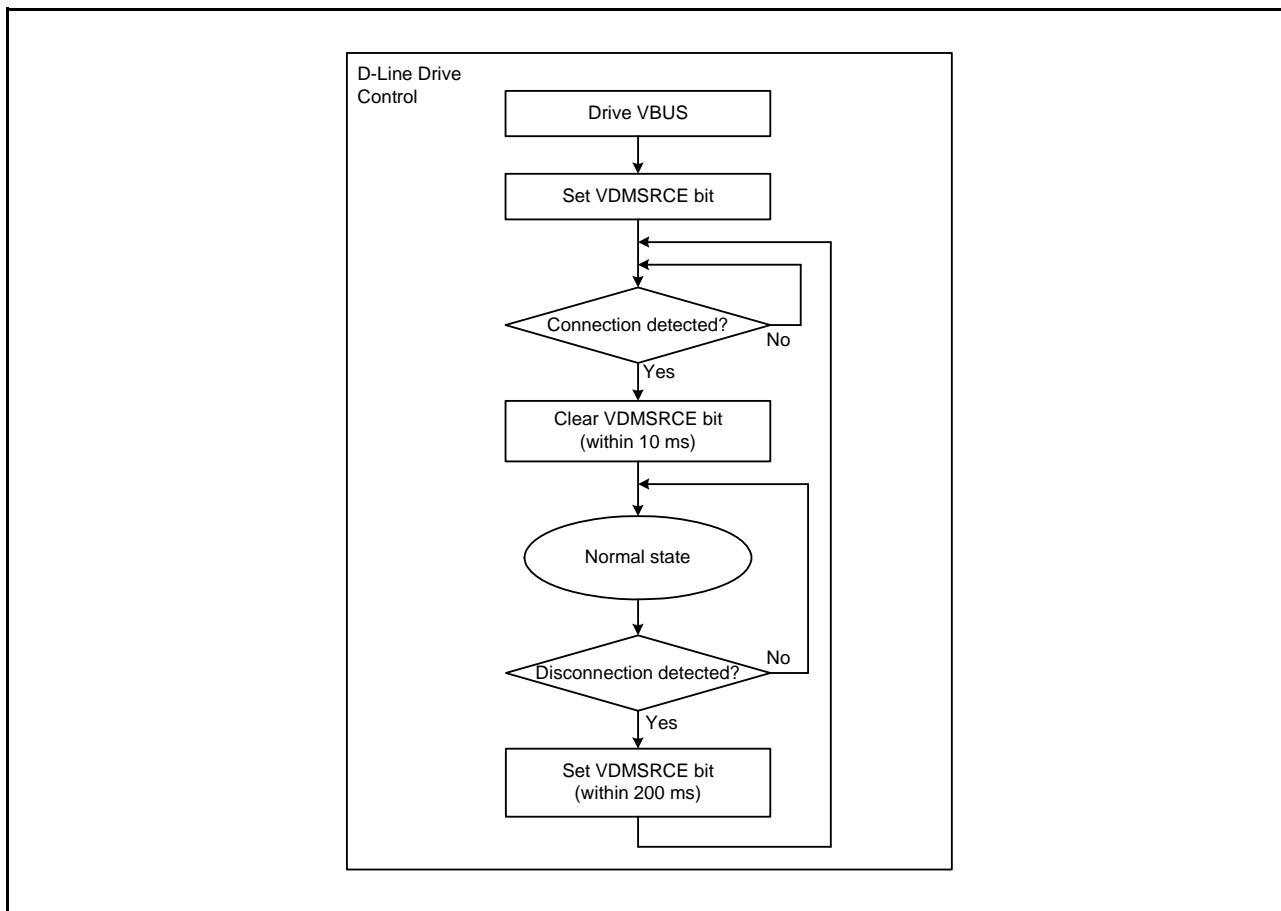 D-Line Drive
Control
Drive VBUS
Set VDMSRCE bit
Connection detected?
No
Yes
Clear VDMSRCE bit
(within 10 ms)
Normal state
Disconnection detected?
No
Yes
Set VDMSRCE bit
(within 200 ms)